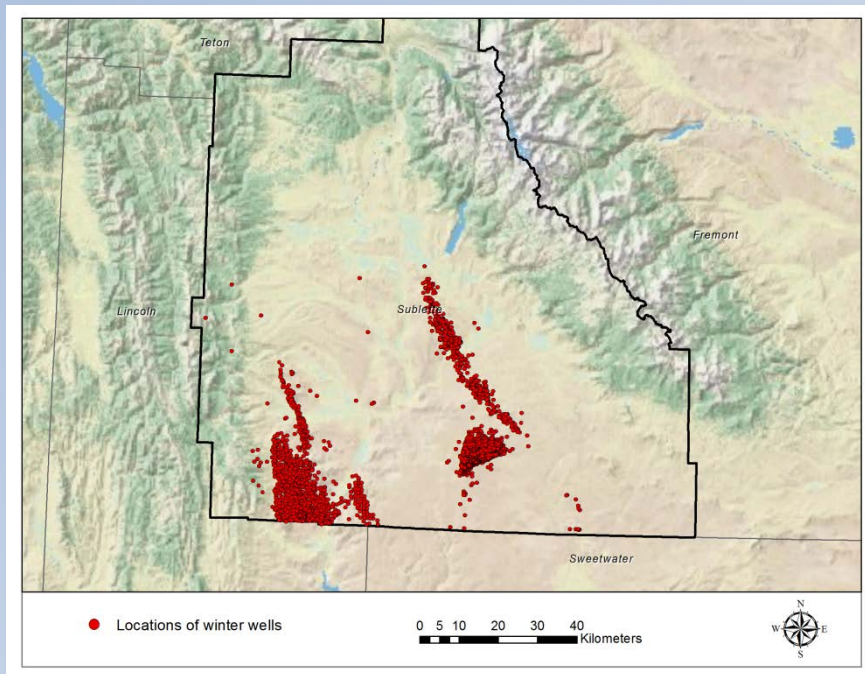 Teton
Fremont
Sublette
Lincoln
Sweetwater
Locations of winter wells
0 5 10 20 30 40
Kilometers
N
W E
S